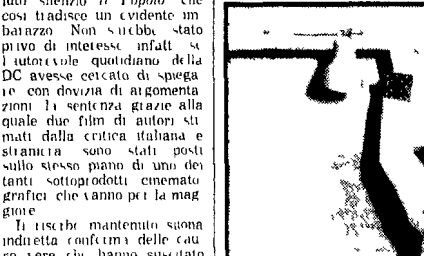 silenzio il Popolo che
così tradisce un evidente im
barazzo Non sarebbe stato
privo di interesse infatti se
l autorevole quotidiano della
DC avesse cercato di spiega
re con dovizia di argomenta
zioni la sentenza grazie alla
quale due film di autori sti
mati dalla critica italiana e
straniera sono stati posti
sullo stesso piano di uno dei
tanti sottoprodotti cinemato
grafici che vanno per la mag
giore
Il riserbo mantenuto suona
indiretta conferma delle cau
se vere che hanno suscitato